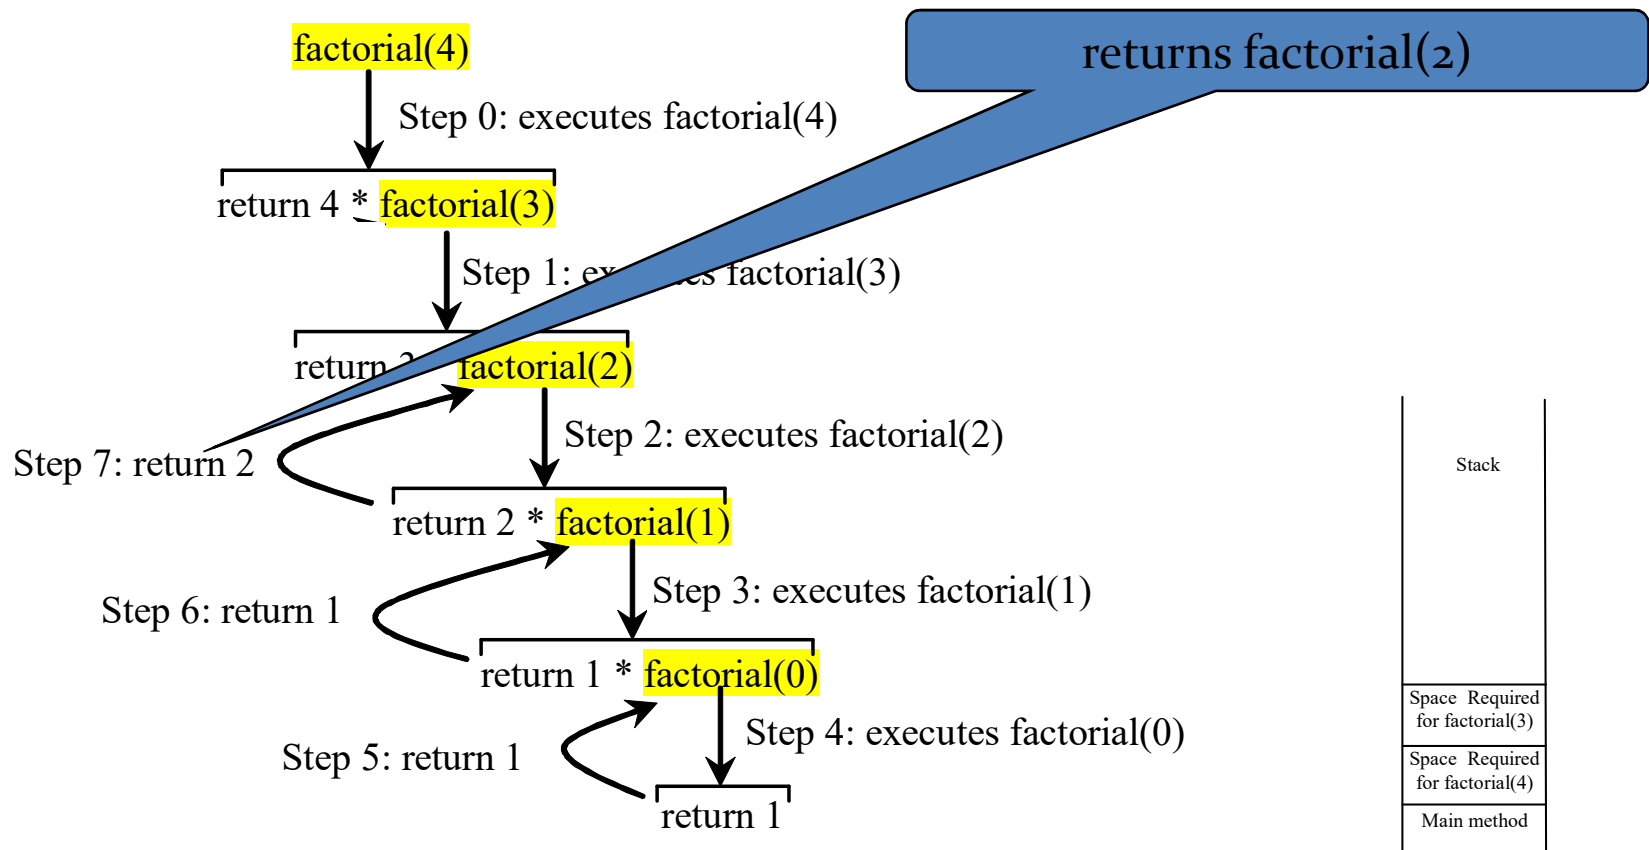 factorial(4)
returns factorial(2)
Step 0: executes factorial(4)
return 4 * factorial(3)
Step 1: factorial(3)
return factorial(2)
Step 2: executes factorial(2)
Step 7: return 2
Stack
return 2 * factorial(1)
Step 3: executes factorial(1)
Step 6: return 1
return 1 * factorial(0)
Space Required
for factorial(3)
Step 4: executes factorial(0)
Step 5: return 1
Space Required
for factorial(4)
return 1
Main method